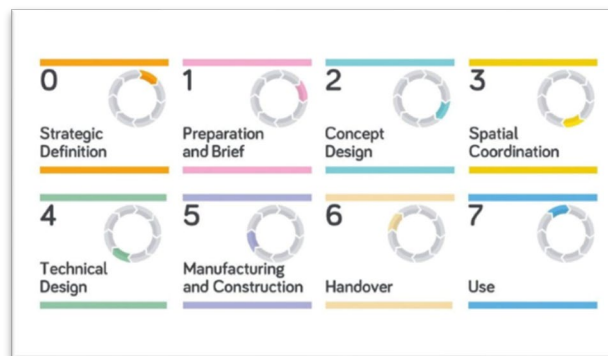 0
Strategic
Definition
1
Preparation
and Brief
2
Concept
Design
3
Spatial
Coordination
4
Technical
Design
5
Manufacturing
and Construction
6
Handover
7
Use